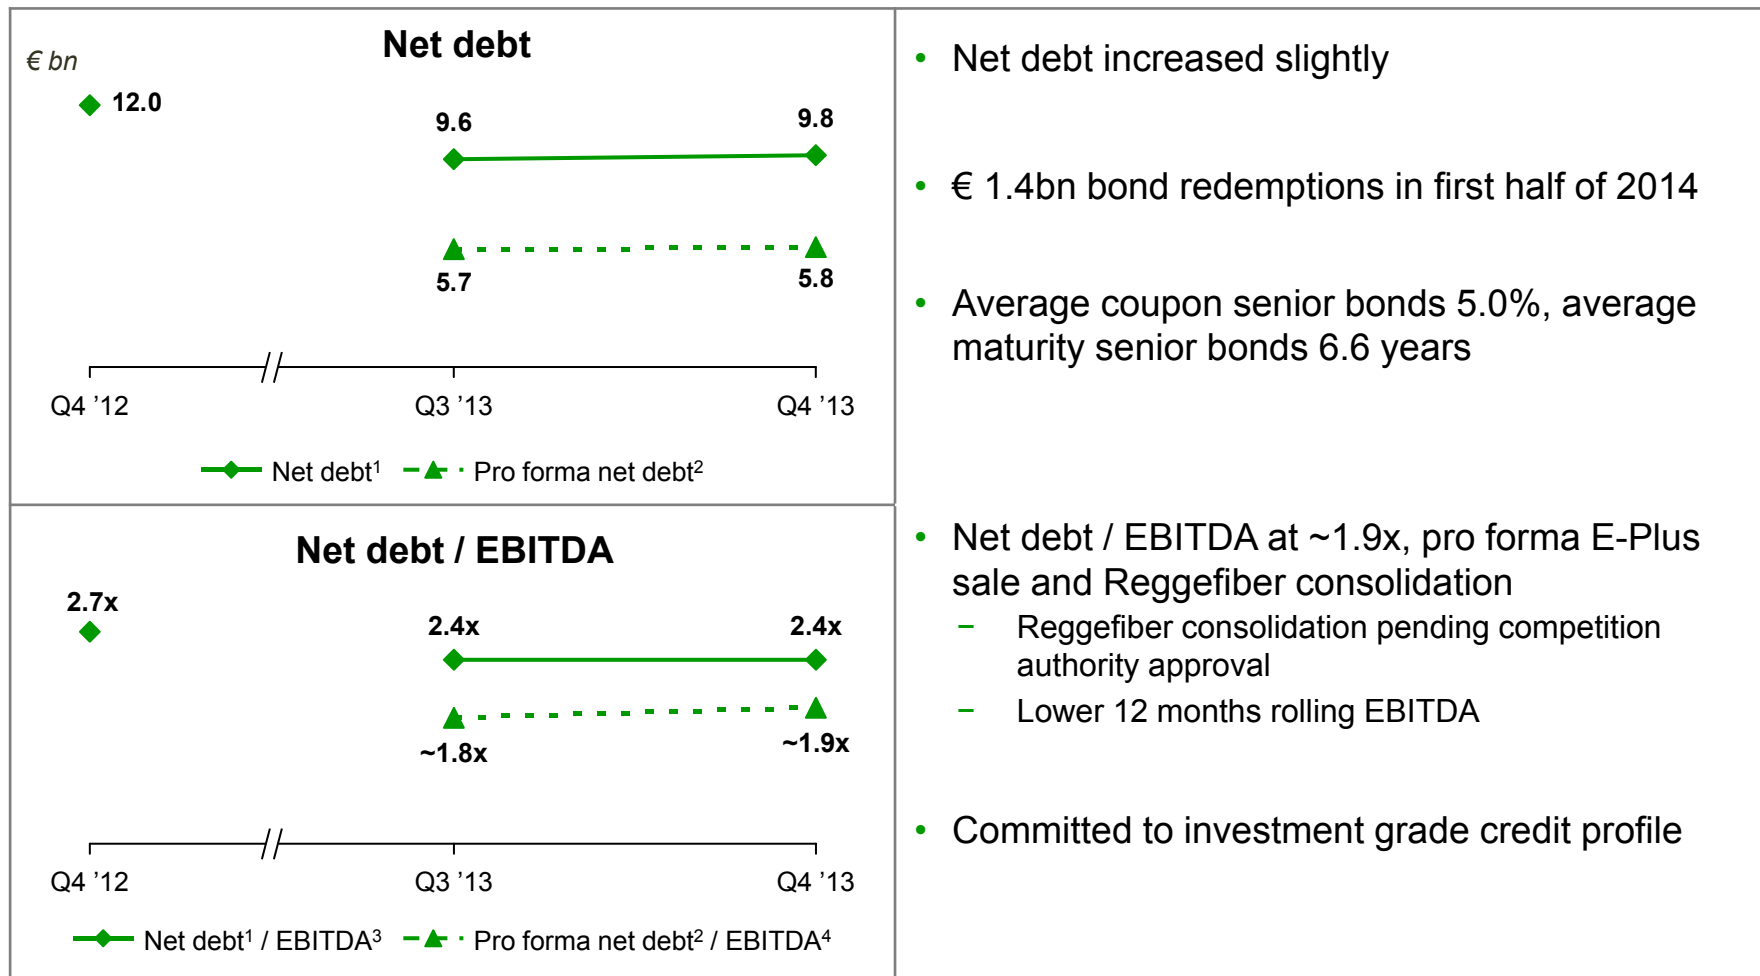 Net debt
€ bn
12.0
9.6
9.8
5.7
5.8
Q4 ’12
Q3 ’13
Q4 ’13
Net debt¹
Pro forma net debt²
• Net debt increased slightly
• € 1.4bn bond redemptions in first half of 2014
• Average coupon senior bonds 5.0%, average
maturity senior bonds 6.6 years
Net debt / EBITDA
2.7x
2.4x
2.4x
~1.8x
~1.9x
Q4 ’12
Q3 ’13
Q4 ’13
Net debt¹ / EBITDA³
Pro forma net debt² / EBITDA⁴
• Net debt / EBITDA at ~1.9x, pro forma E-Plus
sale and Reggefiber consolidation
– Reggefiber consolidation pending competition
authority approval
– Lower 12 months rolling EBITDA
• Committed to investment grade credit profile